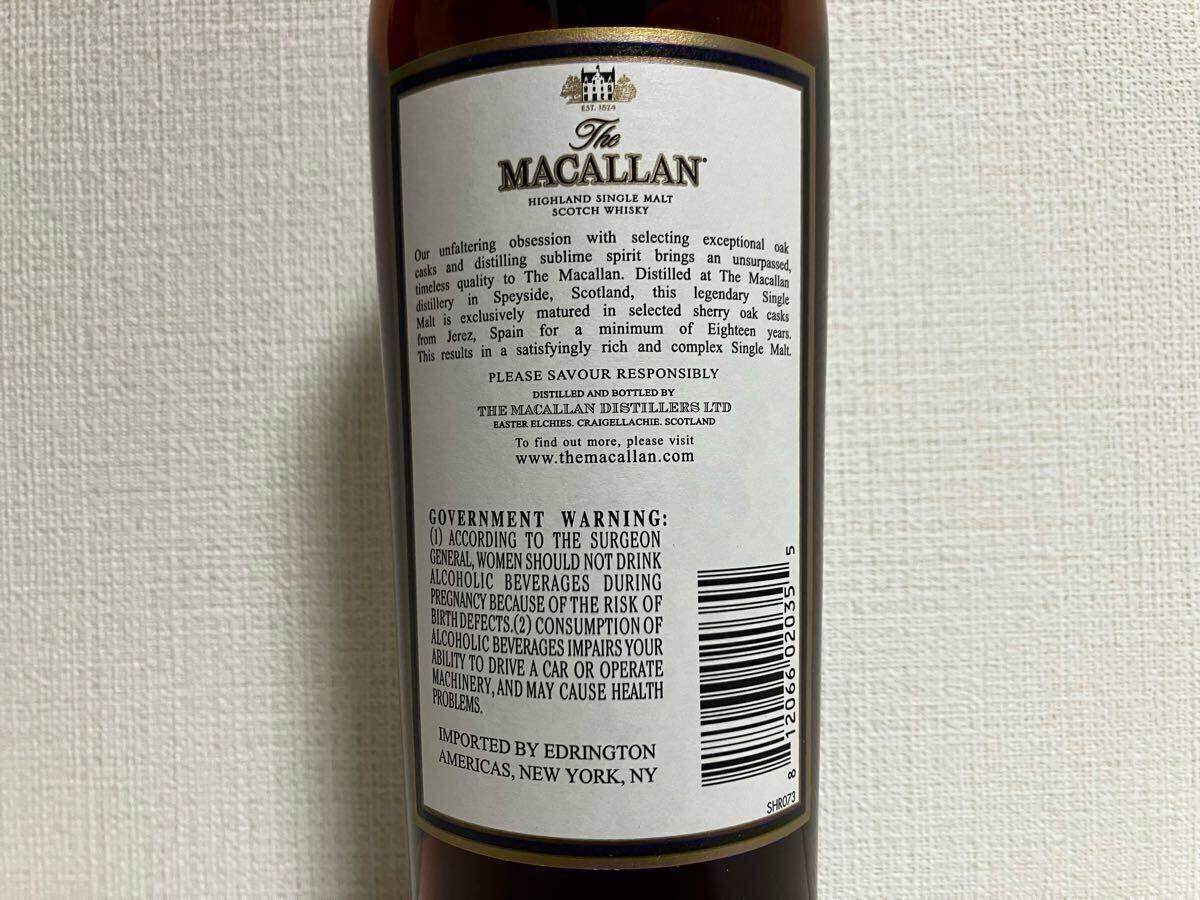 EST. 1824
The
MACALLAN
HIGHLAND SINGLE MALT
SCOTCH WHISKY
Our unfaltering obsession with selecting exceptional oak
casks and distilling sublime spirit brings an unsurpassed,
timeless quality to The Macallan. Distilled at The Macallan
distillery in Speyside, Scotland, this legendary Single
Malt is exclusively matured in selected sherry oak casks
from Jerez, Spain for a minimum of Eighteen years.
This results in a satisfyingly rich and complex Single Malt.
PLEASE SAVOUR RESPONSIBLY
DISTILLED AND BOTTLED BY
THE MACALLAN DISTILLERS LTD
EASTER ELCHIES. CRAIGELLACHIE. SCOTLAND
To find out more, please visit
www.themacallan.com
GOVERNMENT WARNING:
(1) ACCORDING TO THE SURGEON
GENERAL, WOMEN SHOULD NOT DRINK
ALCOHOLIC BEVERAGES DURING
PREGNANCY BECAUSE OF THE RISK OF
BIRTH DEFECTS.(2) CONSUMPTION OF
ALCOHOLIC BEVERAGES IMPAIRS YOUR
ABILITY TO DRIVE A CAR OR OPERATE
MACHINERY, AND MAY CAUSE HEALTH
PROBLEMS.
IMPORTED BY EDRINGTON
AMERICAS, NEW YORK, NY
8 12066 02035 5
SHR073